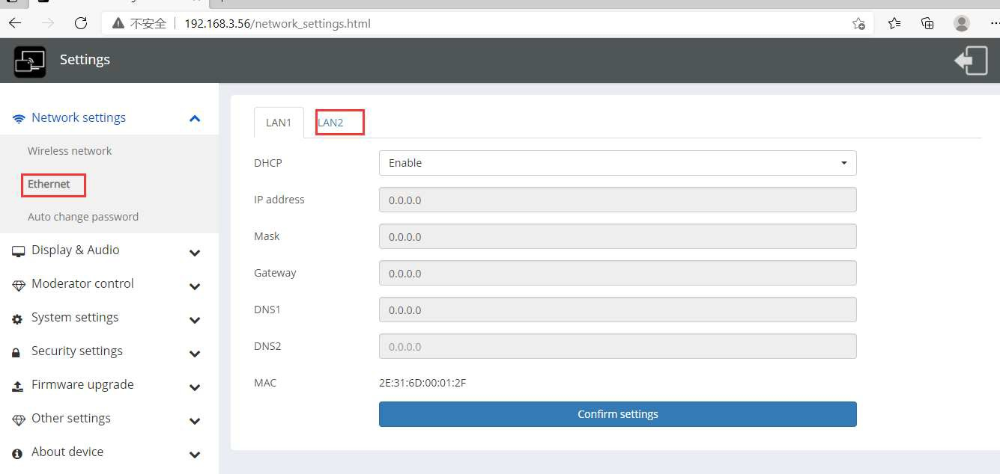 不安全 192.168.3.56/network_settings.html
Settings
Network settings
Wireless network
Ethernet
Auto change password
Display & Audio
Moderator control
System settings
Security settings
Firmware upgrade
Other settings
About device
LAN1 LAN2
DHCP Enable
IP address 0.0.0.0
Mask 0.0.0.0
Gateway 0.0.0.0
DNS1 0.0.0.0
DNS2 0.0.0.0
MAC 2E:31:6D:00:01:2F
Confirm settings